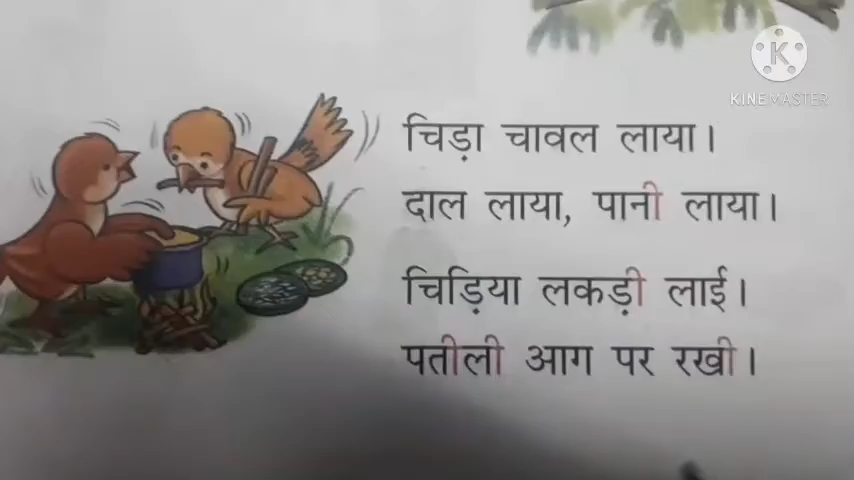 KINEMASTER
चिड़ा चावल लाया।
दाल लाया, पानी लाया।
चिड़िया लकड़ी लाई।
पतीली आग पर रखी।